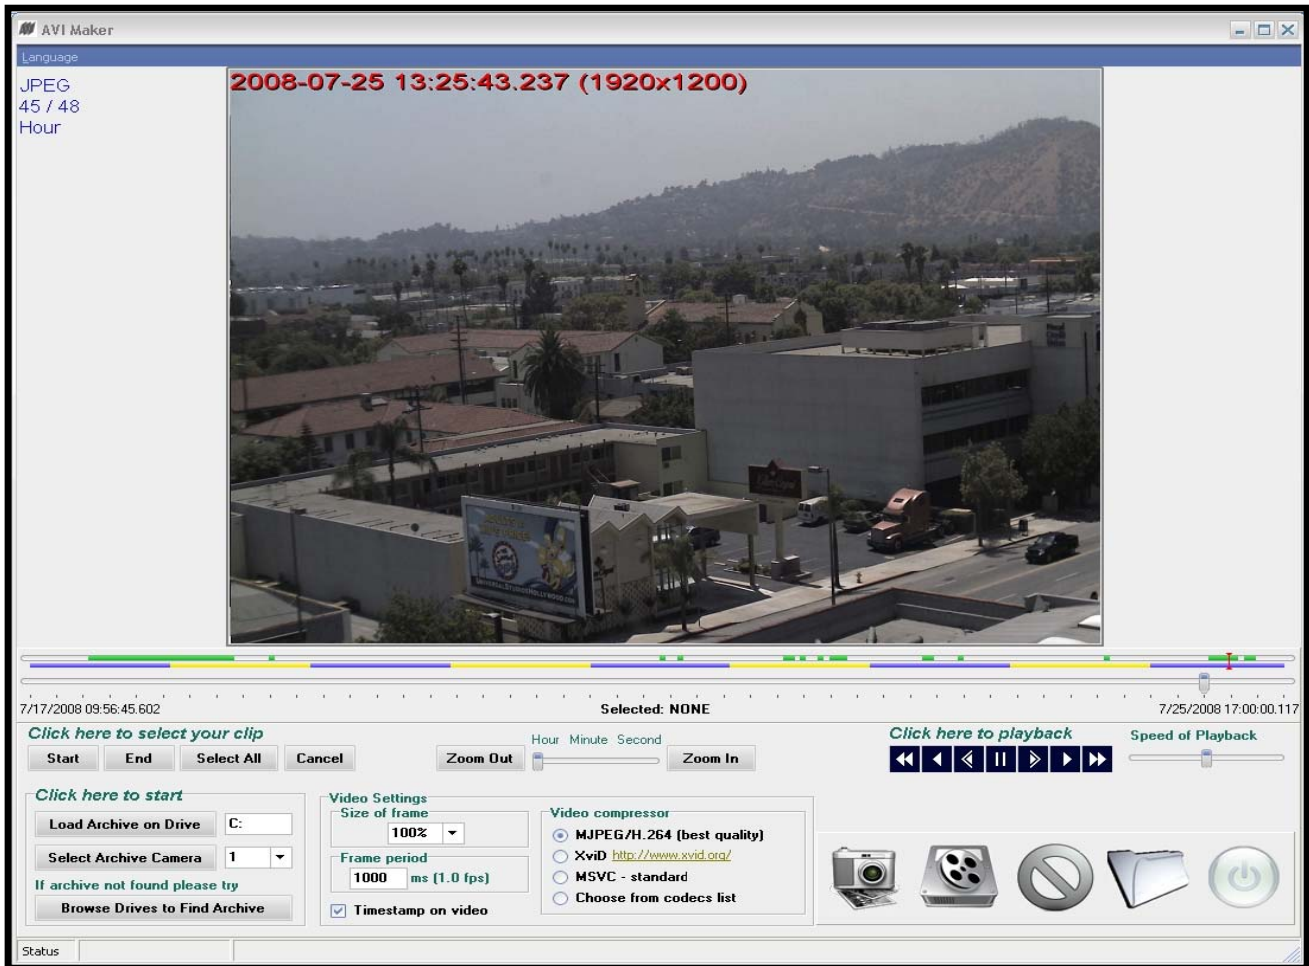 AVI Maker
Language
JPEG
45 / 48
Hour
2008-07-25 13:25:43.237 (1920x1200)
UNIVERSALSTUDIOSHOLLYWOOD.COM
7/17/2008 09:56:45.602
Selected: NONE
7/25/2008 17:00:00.117
Click here to select your clip
Start
End
Select All
Cancel
Zoom Out
Hour Minute Second
Zoom In
Click here to playback
Speed of Playback
Click here to start
Load Archive on Drive
C:
Select Archive Camera
1
If archive not found please try
Browse Drives to Find Archive
Video Settings
Size of frame
100%
Frame period
1000 ms (1.0 fps)
Timestamp on video
Video compressor
MJPEG/H.264 (best quality)
XviD http://www.xvid.org/
MSVC - standard
Choose from codecs list
Status